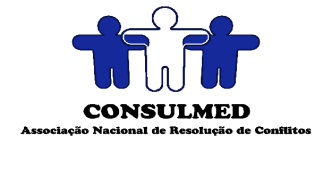 CONSULMED
Associação Nacional de Resolução de Conflitos